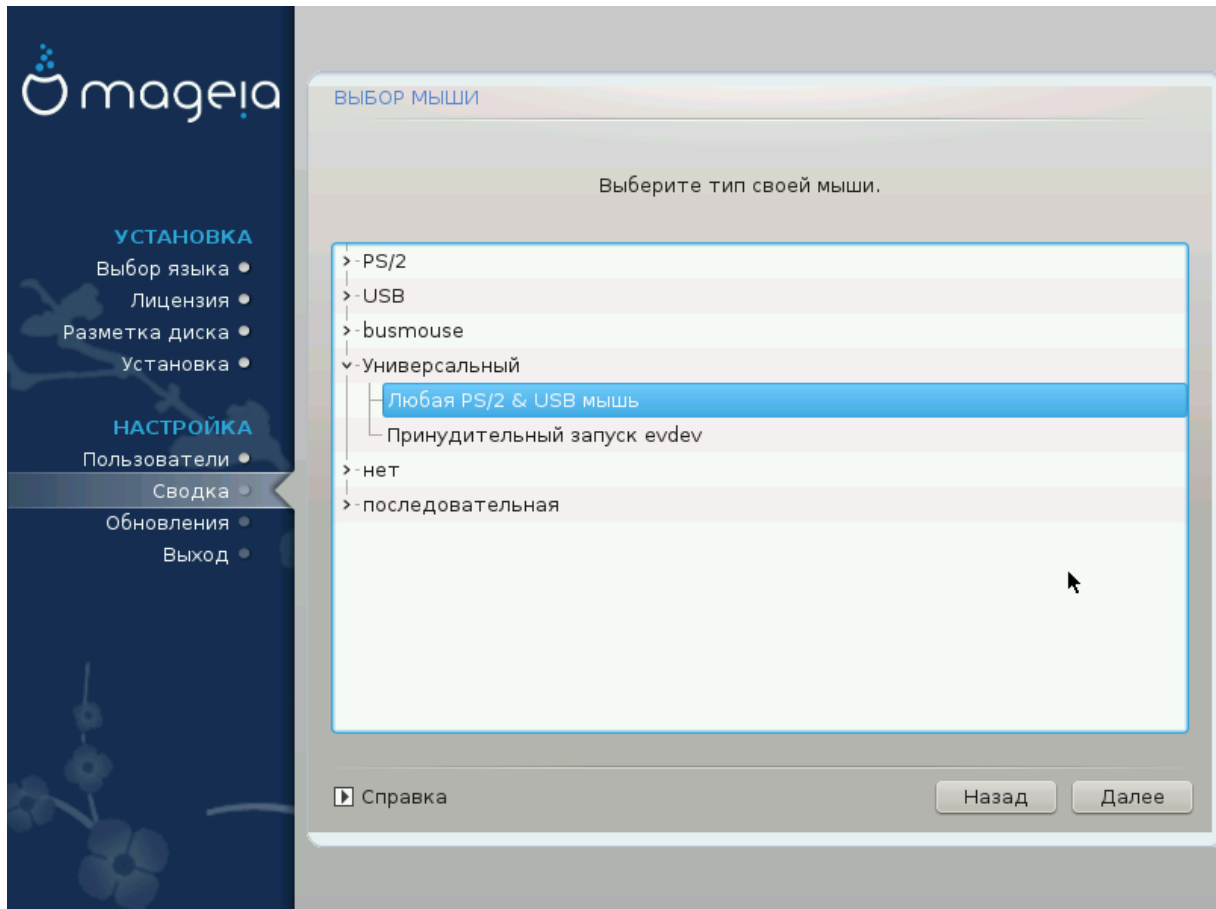 mageia
УСТАНОВКА
Выбор языка
Лицензия
Разметка диска
Установка
НАСТРОЙКА
Пользователи
Сводка
Обновления
Выход
ВЫБОР МЫШИ
Выберите тип своей мыши.
PS/2
USB
busmouse
Универсальный
Любая PS/2 & USB мышь
Принудительный запуск evdev
нет
последовательная
Справка
Назад
Далее